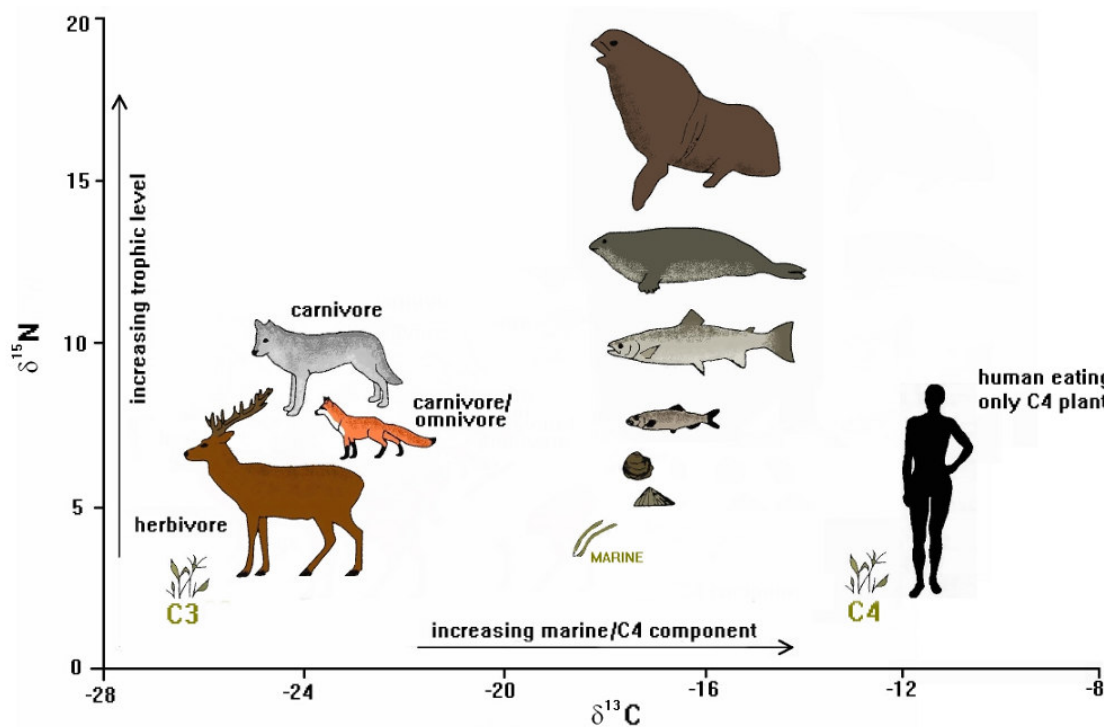 20
15
10
5
0
δ15N
increasing trophic level
carnivore
carnivore/
omnivore
herbivore
C3
MARINE
C4
human eating
only C4 plant
increasing marine/C4 component
-28
-24
-20
-16
-12
-8
δ13C